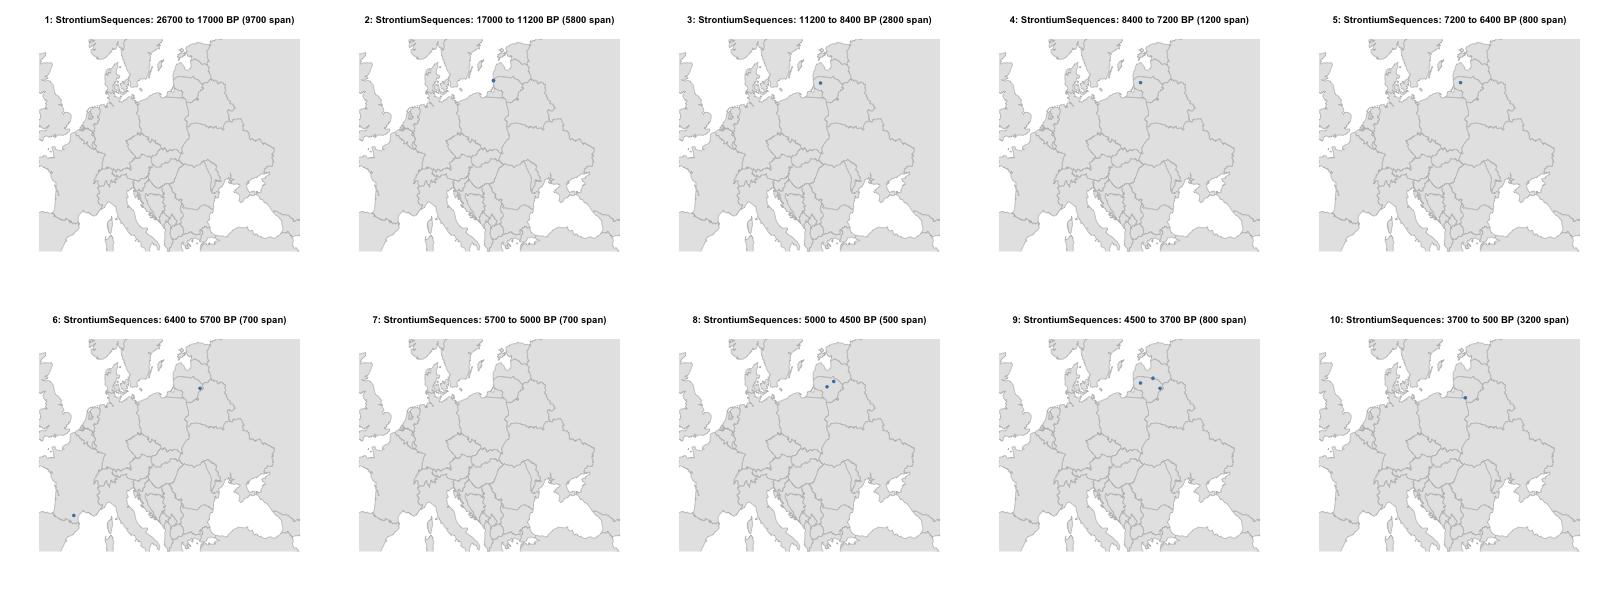 1: StrontiumSequences: 26700 to 17000 BP (9700 span)
2: StrontiumSequences: 17000 to 11200 BP (5800 span)
3: StrontiumSequences: 11200 to 8400 BP (2800 span)
4: StrontiumSequences: 8400 to 7200 BP (1200 span)
5: StrontiumSequences: 7200 to 6400 BP (800 span)
6: StrontiumSequences: 6400 to 5700 BP (700 span)
7: StrontiumSequences: 5700 to 5000 BP (700 span)
8: StrontiumSequences: 5000 to 4500 BP (500 span)
9: StrontiumSequences: 4500 to 3700 BP (800 span)
10: StrontiumSequences: 3700 to 500 BP (3200 span)